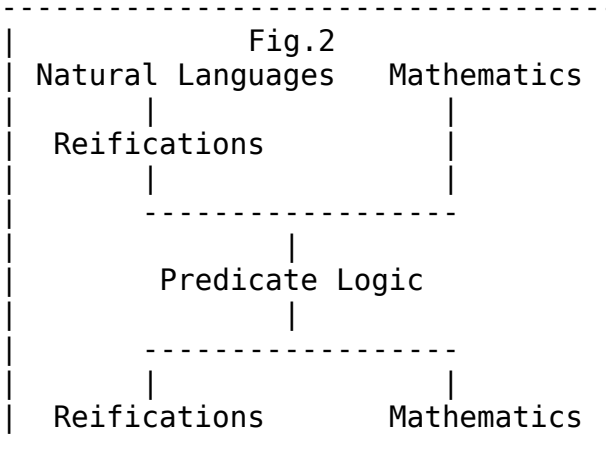 Fig.2
Natural Languages Mathematics
Reifications
Predicate Logic
Reifications Mathematics